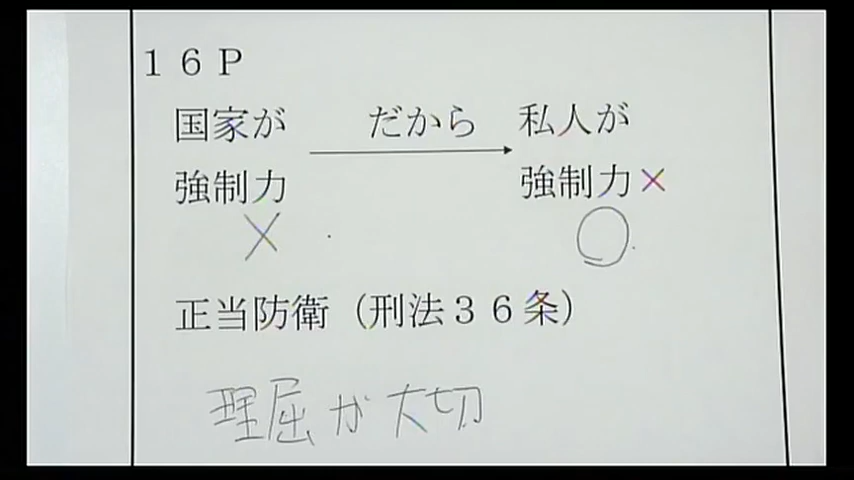 16P
国家が だから 私人が
強制力 強制力×
× ○
正当防衛（刑法36条）
理屈が大切